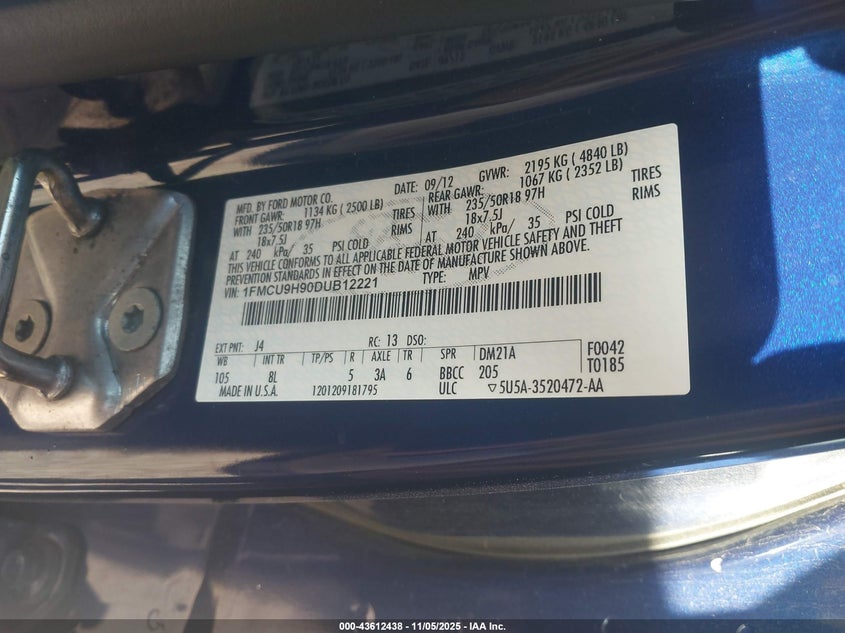 MFD. BY FORD MOTOR CO. DATE: 09/12 GVWR: 2195 KG ( 4840 LB)
FRONT GAWR: 1134 KG ( 2500 LB) REAR GAWR: 1067 KG ( 2352 LB)
WITH 235/50R18 97H TIRES WITH 235/50R18 97H TIRES
18x7.5J RIMS 18x7.5J RIMS
AT 240 kPa/ 35 PSI COLD AT 240 kPa/ 35 PSI COLD
THIS VEHICLE CONFORMS TO ALL APPLICABLE FEDERAL MOTOR VEHICLE SAFETY AND THEFT
PREVENTION STANDARDS IN EFFECT ON THE DATE OF MANUFACTURE SHOWN ABOVE.
VIN: 1FMCU9H90DUB12221 TYPE: MPV
EXT PNT: J4 RC: 13 DSO:
WB INT TR TP/PS R AXLE TR SPR DM21A F0042
105 BL 5 3A 6 BBCC 205 T0185
MADE IN U.S.A. 1201209181795 ULC ▽5U5A-3520472-AA
000-43612438 - 11/05/2025 - IAA Inc.